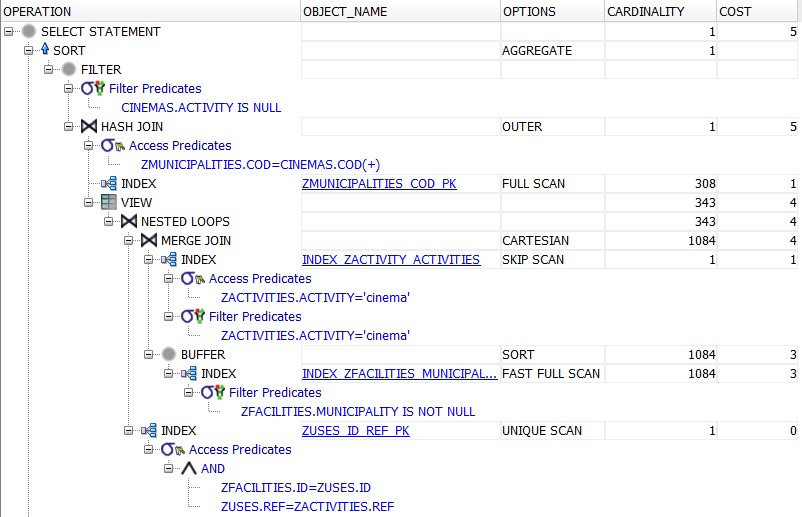 OPERATION OBJECT_NAME OPTIONS CARDINALITY COST
SELECT STATEMENT 1 5
SORT AGGREGATE 1
FILTER
Filter Predicates
CINEMAS.ACTIVITY IS NULL
HASH JOIN OUTER 1 5
Access Predicates
ZMUNICIPALITIES.COD=CINEMAS.COD(+)
INDEX ZMUNICIPALITIES_COD_PK FULL SCAN 308 1
VIEW 343 4
NESTED LOOPS 343 4
MERGE JOIN CARTESIAN 1084 4
INDEX INDEX_ZACTIVITY_ACTIVITIES SKIP SCAN 1 1
Access Predicates
ZACTIVITIES.ACTIVITY='cinema'
Filter Predicates
ZACTIVITIES.ACTIVITY='cinema'
BUFFER SORT 1084 3
INDEX INDEX_ZFACILITIES_MUNICIPAL... FAST FULL SCAN 1084 3
Filter Predicates
ZFACILITIES.MUNICIPALITY IS NOT NULL
INDEX ZUSES_ID_REF_PK UNIQUE SCAN 1 0
Access Predicates
AND
ZFACILITIES.ID=ZUSES.ID
ZUSES.REF=ZACTIVITIES.REF